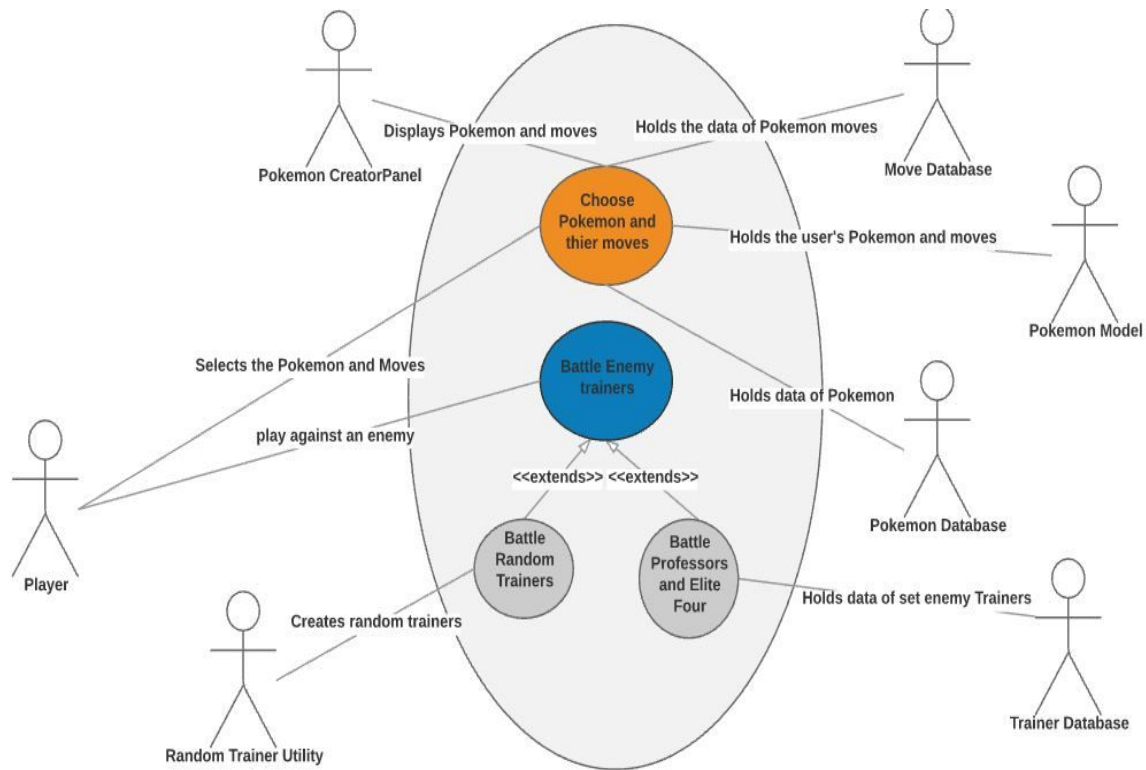 Displays Pokemon and moves
Holds the data of Pokemon moves
Pokemon CreatorPanel
Move Database
Choose
Pokemon and
thier moves
Holds the user's Pokemon and moves
Pokemon Model
Selects the Pokemon and Moves
Battle Enemy
trainers
Holds data of Pokemon
play against an enemy
<<extends>>
<<extends>>
Pokemon Database
Battle
Random
Trainers
Battle
Professors
and Elite
Four
Player
Holds data of set enemy Trainers
Creates random trainers
Trainer Database
Random Trainer Utility